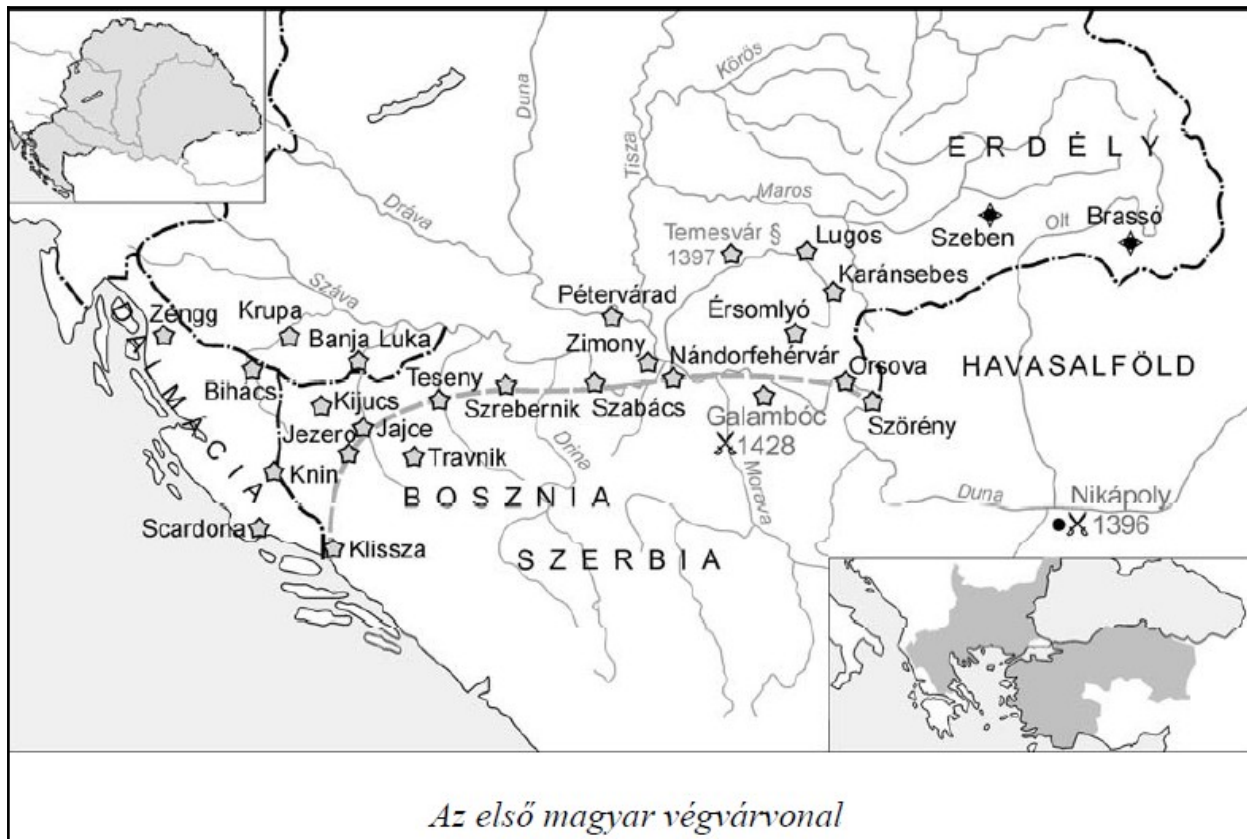 Körös
Duna
Tisza
ERDÉLY
Maros
Dráva
Olt
Brassó
Szeben
Temesvár §
1397
Lugos
Karánsebes
Száva
Pétervárad
Érsomlyó
Zengg
Krupa
Banja Luka
Zimony
Nándorfehérvár
Orsova
HAVASALFÖLD
DALMÁCIA
Bihács
Teseny
Szrebernik
Szabács
Galambóc
1428
Szörény
Kijucs
Jezero
Jajce
Travnik
Drina
Morava
Knin
BOSZNIA
Duna
Nikápoly
1396
Scardona
Klissza
SZERBIA
Az első magyar végvárvonal